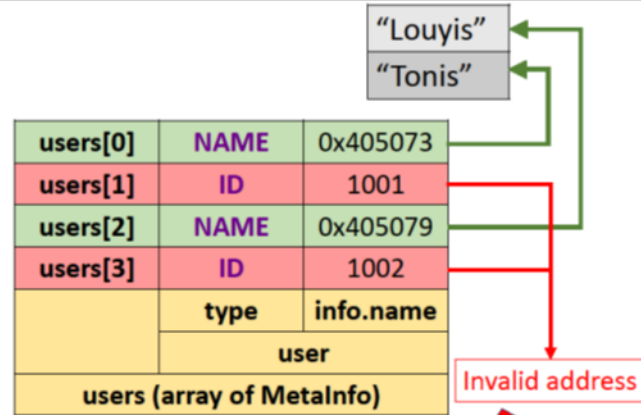 “Louyis”
“Tonis”
users[0] NAME 0x405073
users[1] ID 1001
users[2] NAME 0x405079
users[3] ID 1002
type info.name
user
users (array of MetaInfo)
Invalid address